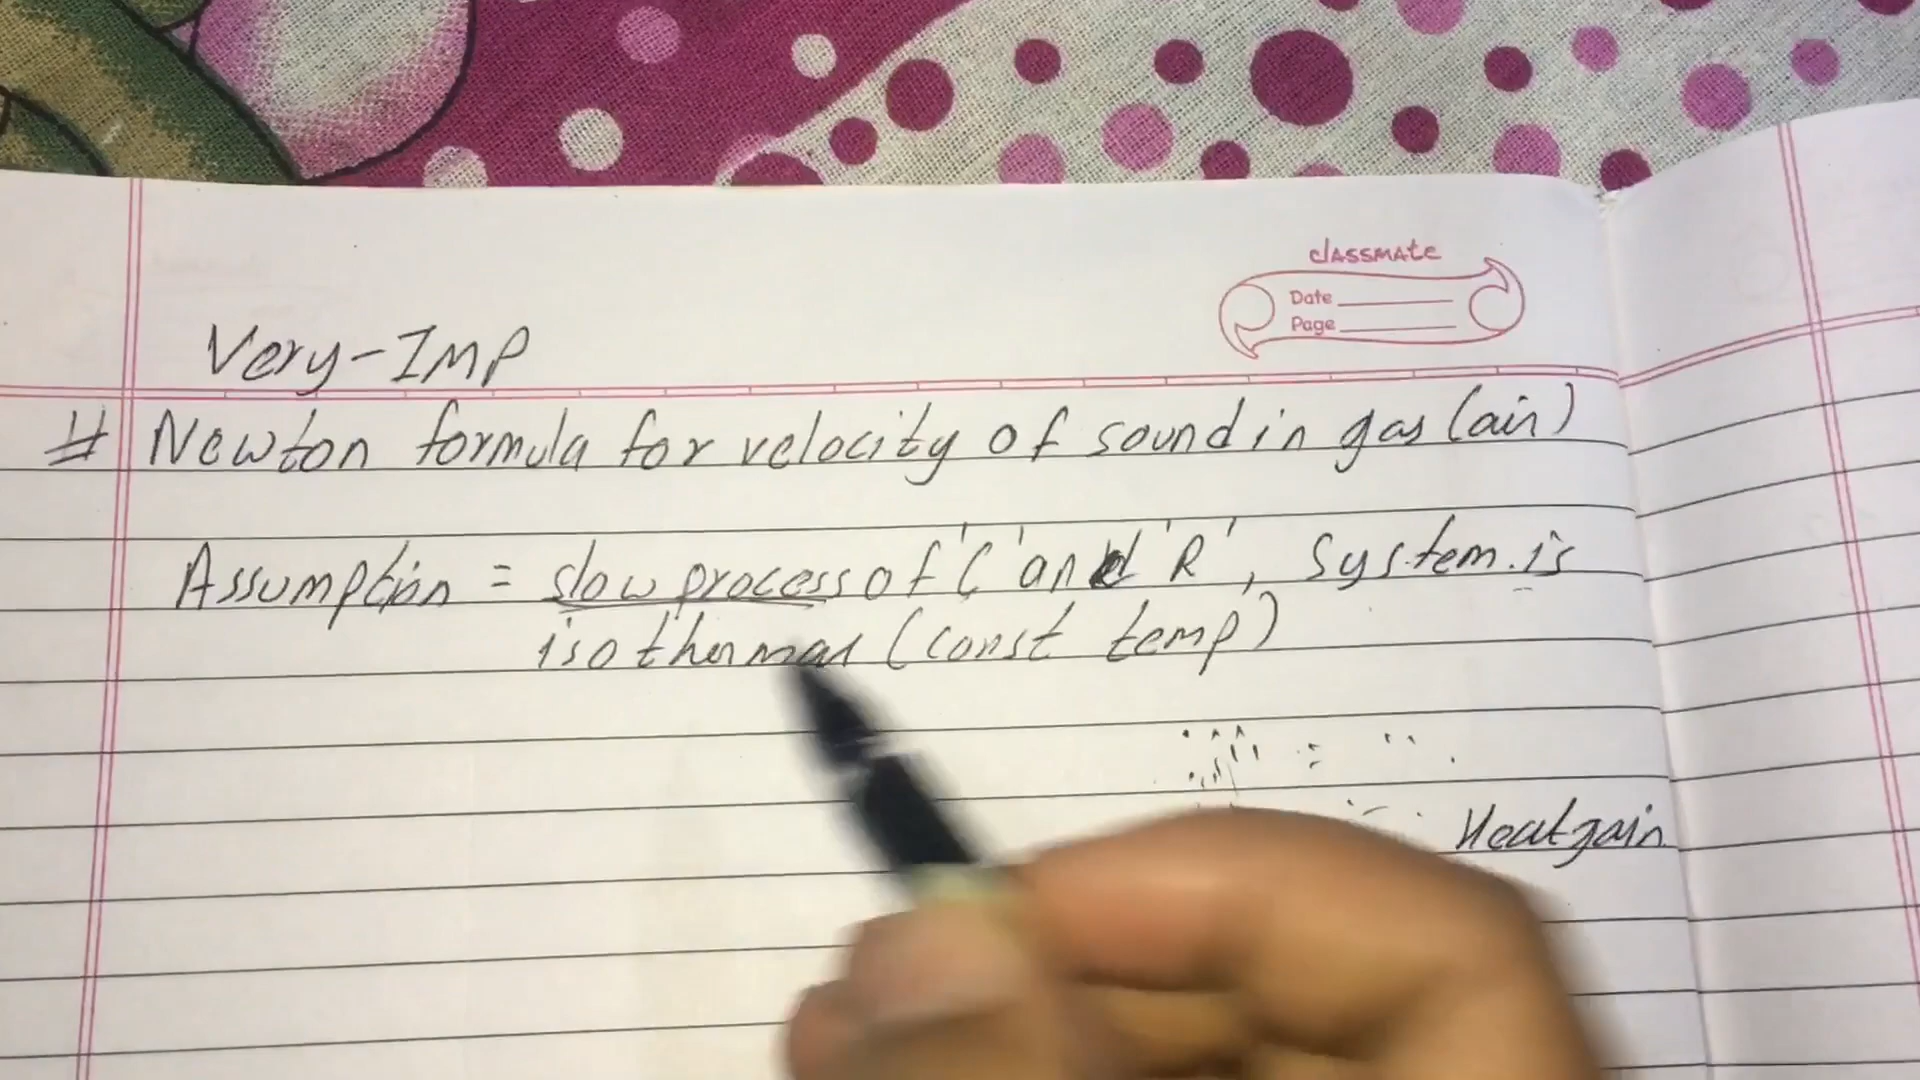 classmate
Date
Page
Very-IMP
# Newton formula for velocity of sound in gas (air)
Assumption = slow process of 'C' and 'R', System is
isothermal (const temp)
Heat gain